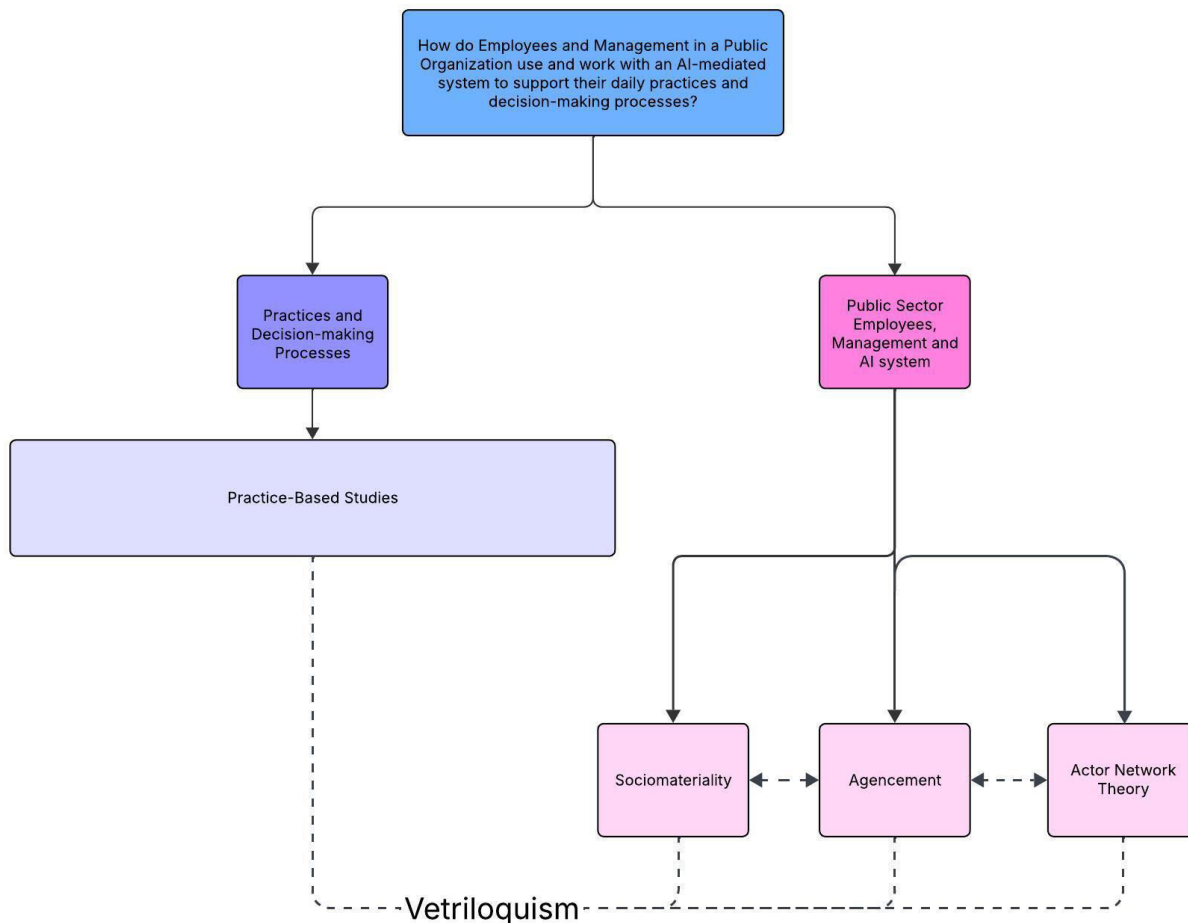 How do Employees and Management in a Public
Organization use and work with an AI-mediated
system to support their daily practices and
decision-making processes?
Practices and
Decision-making
Processes
Public Sector
Employees,
Management and
AI system
Practice-Based Studies
Sociomateriality
Agencement
Actor Network
Theory
Vetriloquism